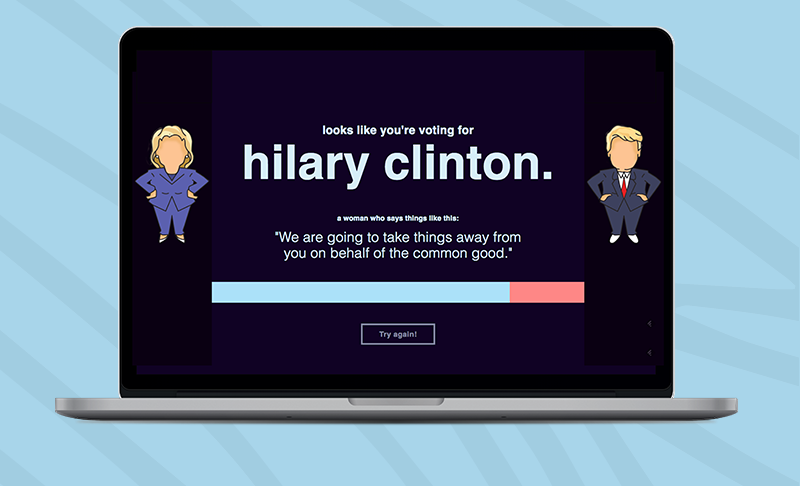 looks like you're voting for
hilary clinton.
a woman who says things like this:
"We are going to take things away from
you on behalf of the common good."
Try again!